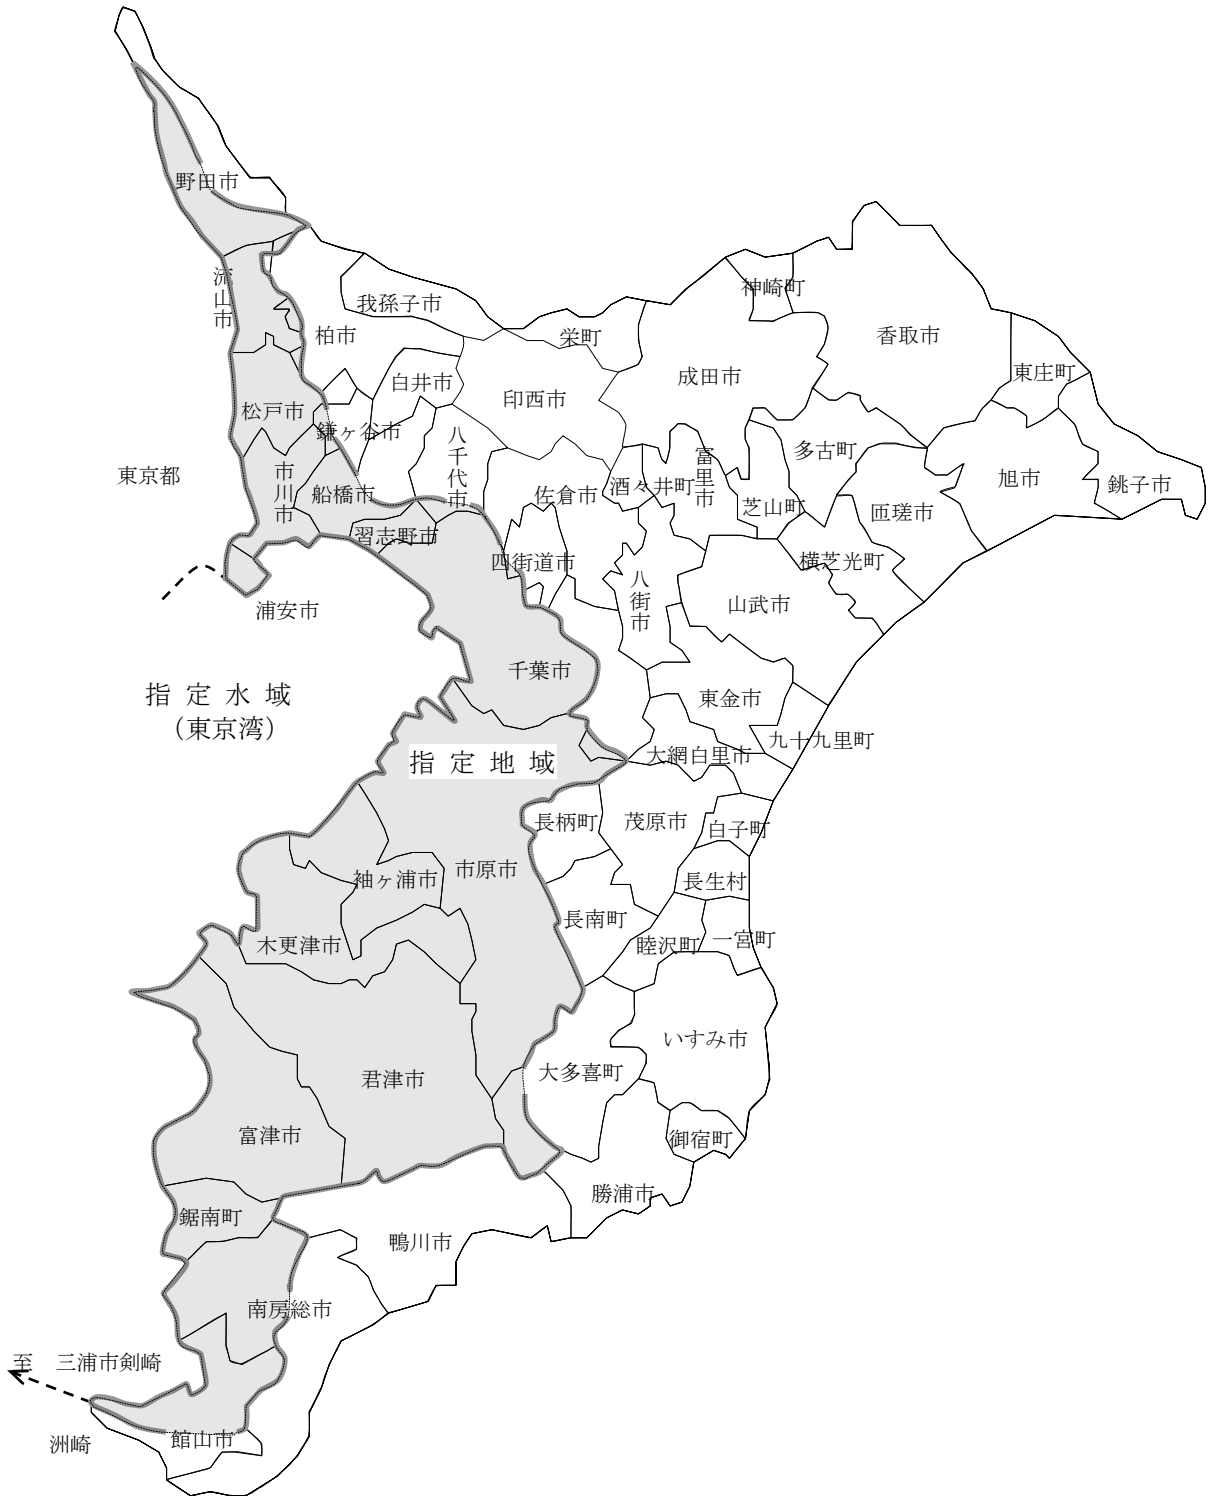 野田市
流山市
我孫子市
柏市
白井市
松戸市
鎌ヶ谷市
八千代市
東京都
市川市
船橋市
習志野市
浦安市
栄町
印西市
神崎町
成田市
香取市
東庄町
多古町
旭市
銚子市
富里市
酒々井町
佐倉市
芝山町
匝瑳市
四街道市
八街市
横芝光町
山武市
千葉市
指定水域
(東京湾)
東金市
九十九里町
大網白里市
指定地域
長柄町
茂原市
白子町
市原市
袖ヶ浦市
長生村
長南町
木更津市
睦沢町
一宮町
いすみ市
大多喜町
君津市
富津市
御宿町
勝浦市
鋸南町
鴨川市
南房総市
至 三浦市剣崎
洲崎
館山市